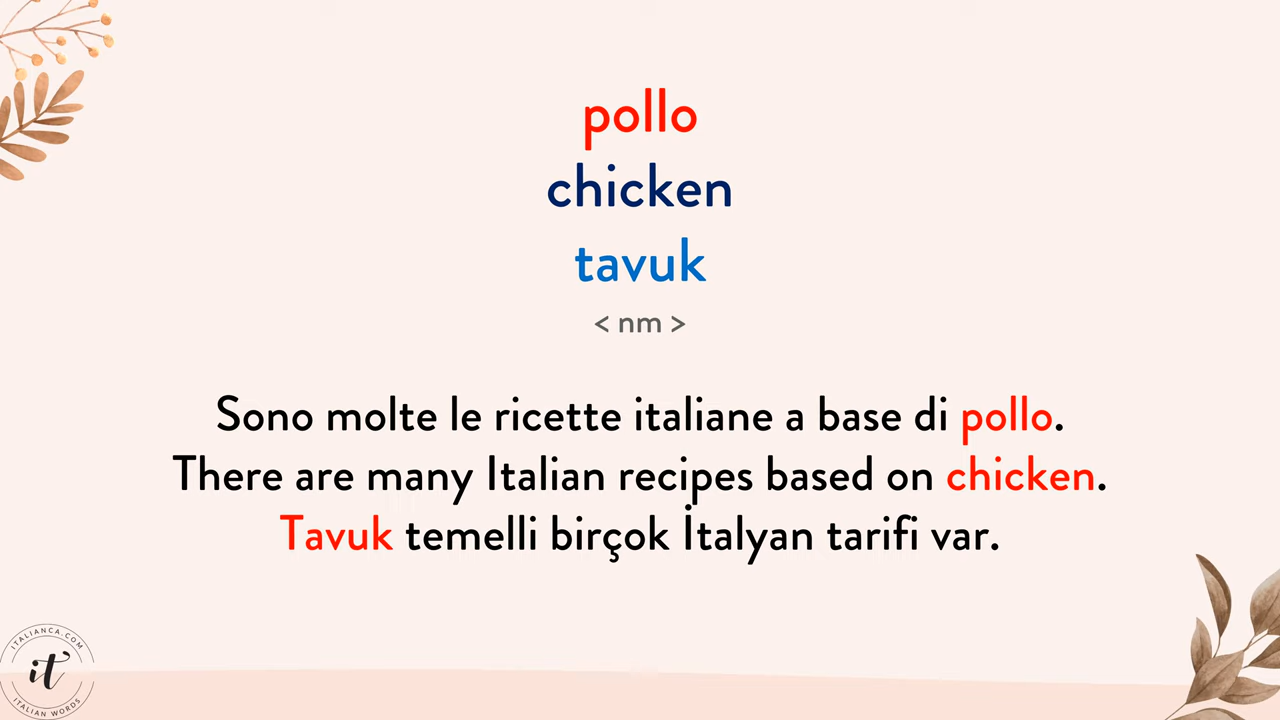 pollo
chicken
tavuk
< nm >
Sono molte le ricette italiane a base di pollo.
There are many Italian recipes based on chicken.
Tavuk temelli birçok İtalyan tarifi var.
ITALIANCA.COM
it
ITALIAN WORDS